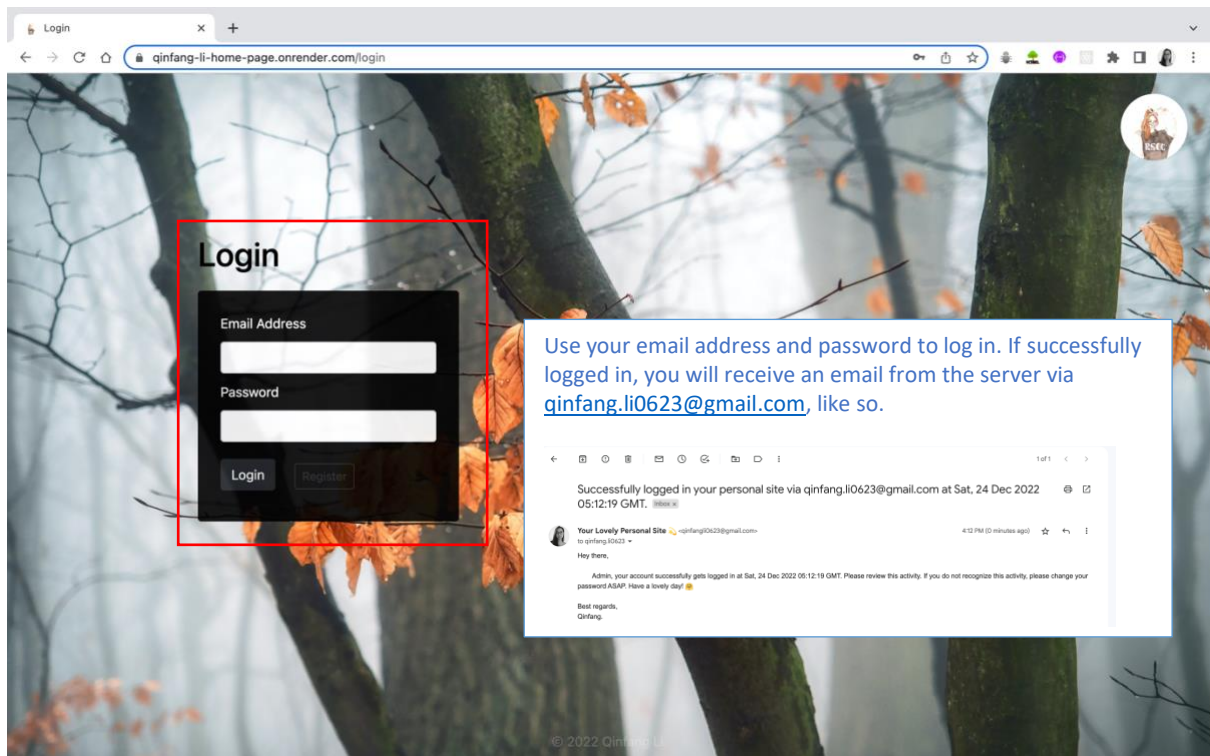 Login
qinfang-li-home-page.onrender.com/login
RSEC
Login
Email Address
Password
Login
Register
Use your email address and password to log in. If successfully
logged in, you will receive an email from the server via
qinfang.li0623@gmail.com, like so.
1 of 1
Successfully logged in your personal site via qinfang.li0623@gmail.com at Sat, 24 Dec 2022
05:12:19 GMT. Inbox x
Your Lovely Personal Site 💫 <qinfangli0623@gmail.com>
4:12 PM (0 minutes ago)
to qinfang.li0623
Hey there,
Admin, your account successfully gets logged in at Sat, 24 Dec 2022 05:12:19 GMT. Please review this activity. If you do not recognize this activity, please change your
password ASAP. Have a lovely day! 🤗
Best regards,
Qinfang.
© 2022 Qinfang Li